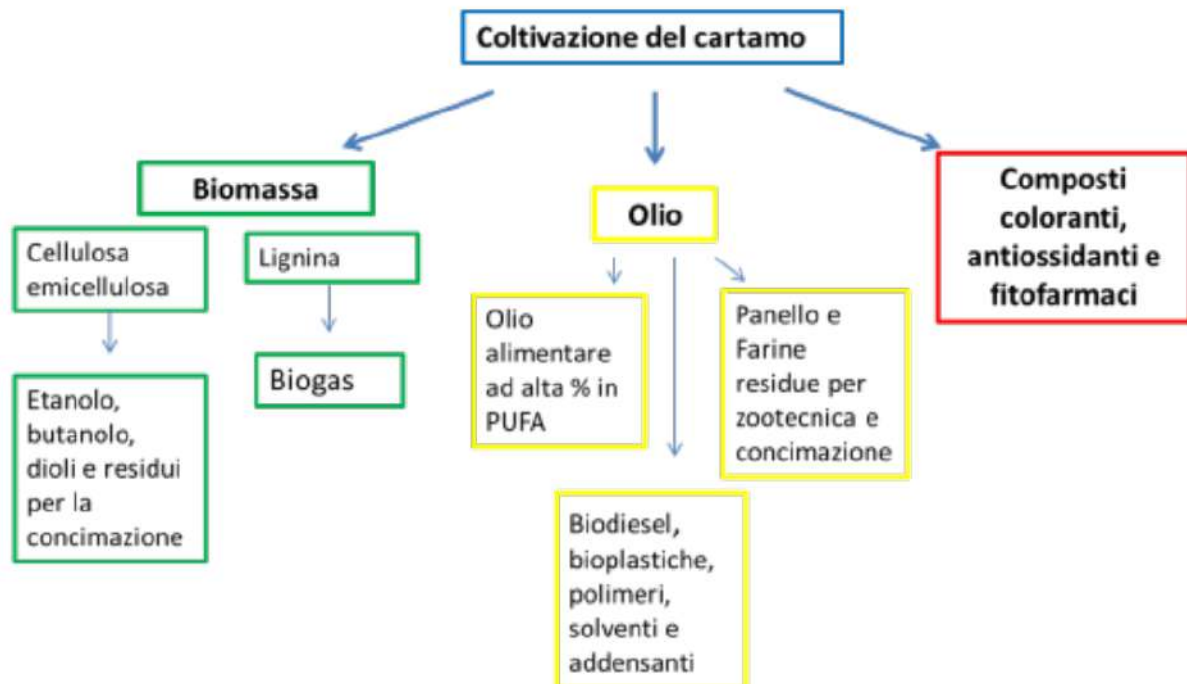 Coltivazione del cartamo
Biomassa
Cellulosa
emicellulosa
Lignina
Etanolo,
butanolo,
dioli e residui
per la
concimazione
Biogas
Olio
Olio
alimentare
ad alta % in
PUFA
Biodiesel,
bioplastiche,
polimeri,
solventi e
addensanti
Panello e
Farine
residue per
zootecnica e
concimazione
Composti
coloranti,
antiossidanti e
fitofarmaci